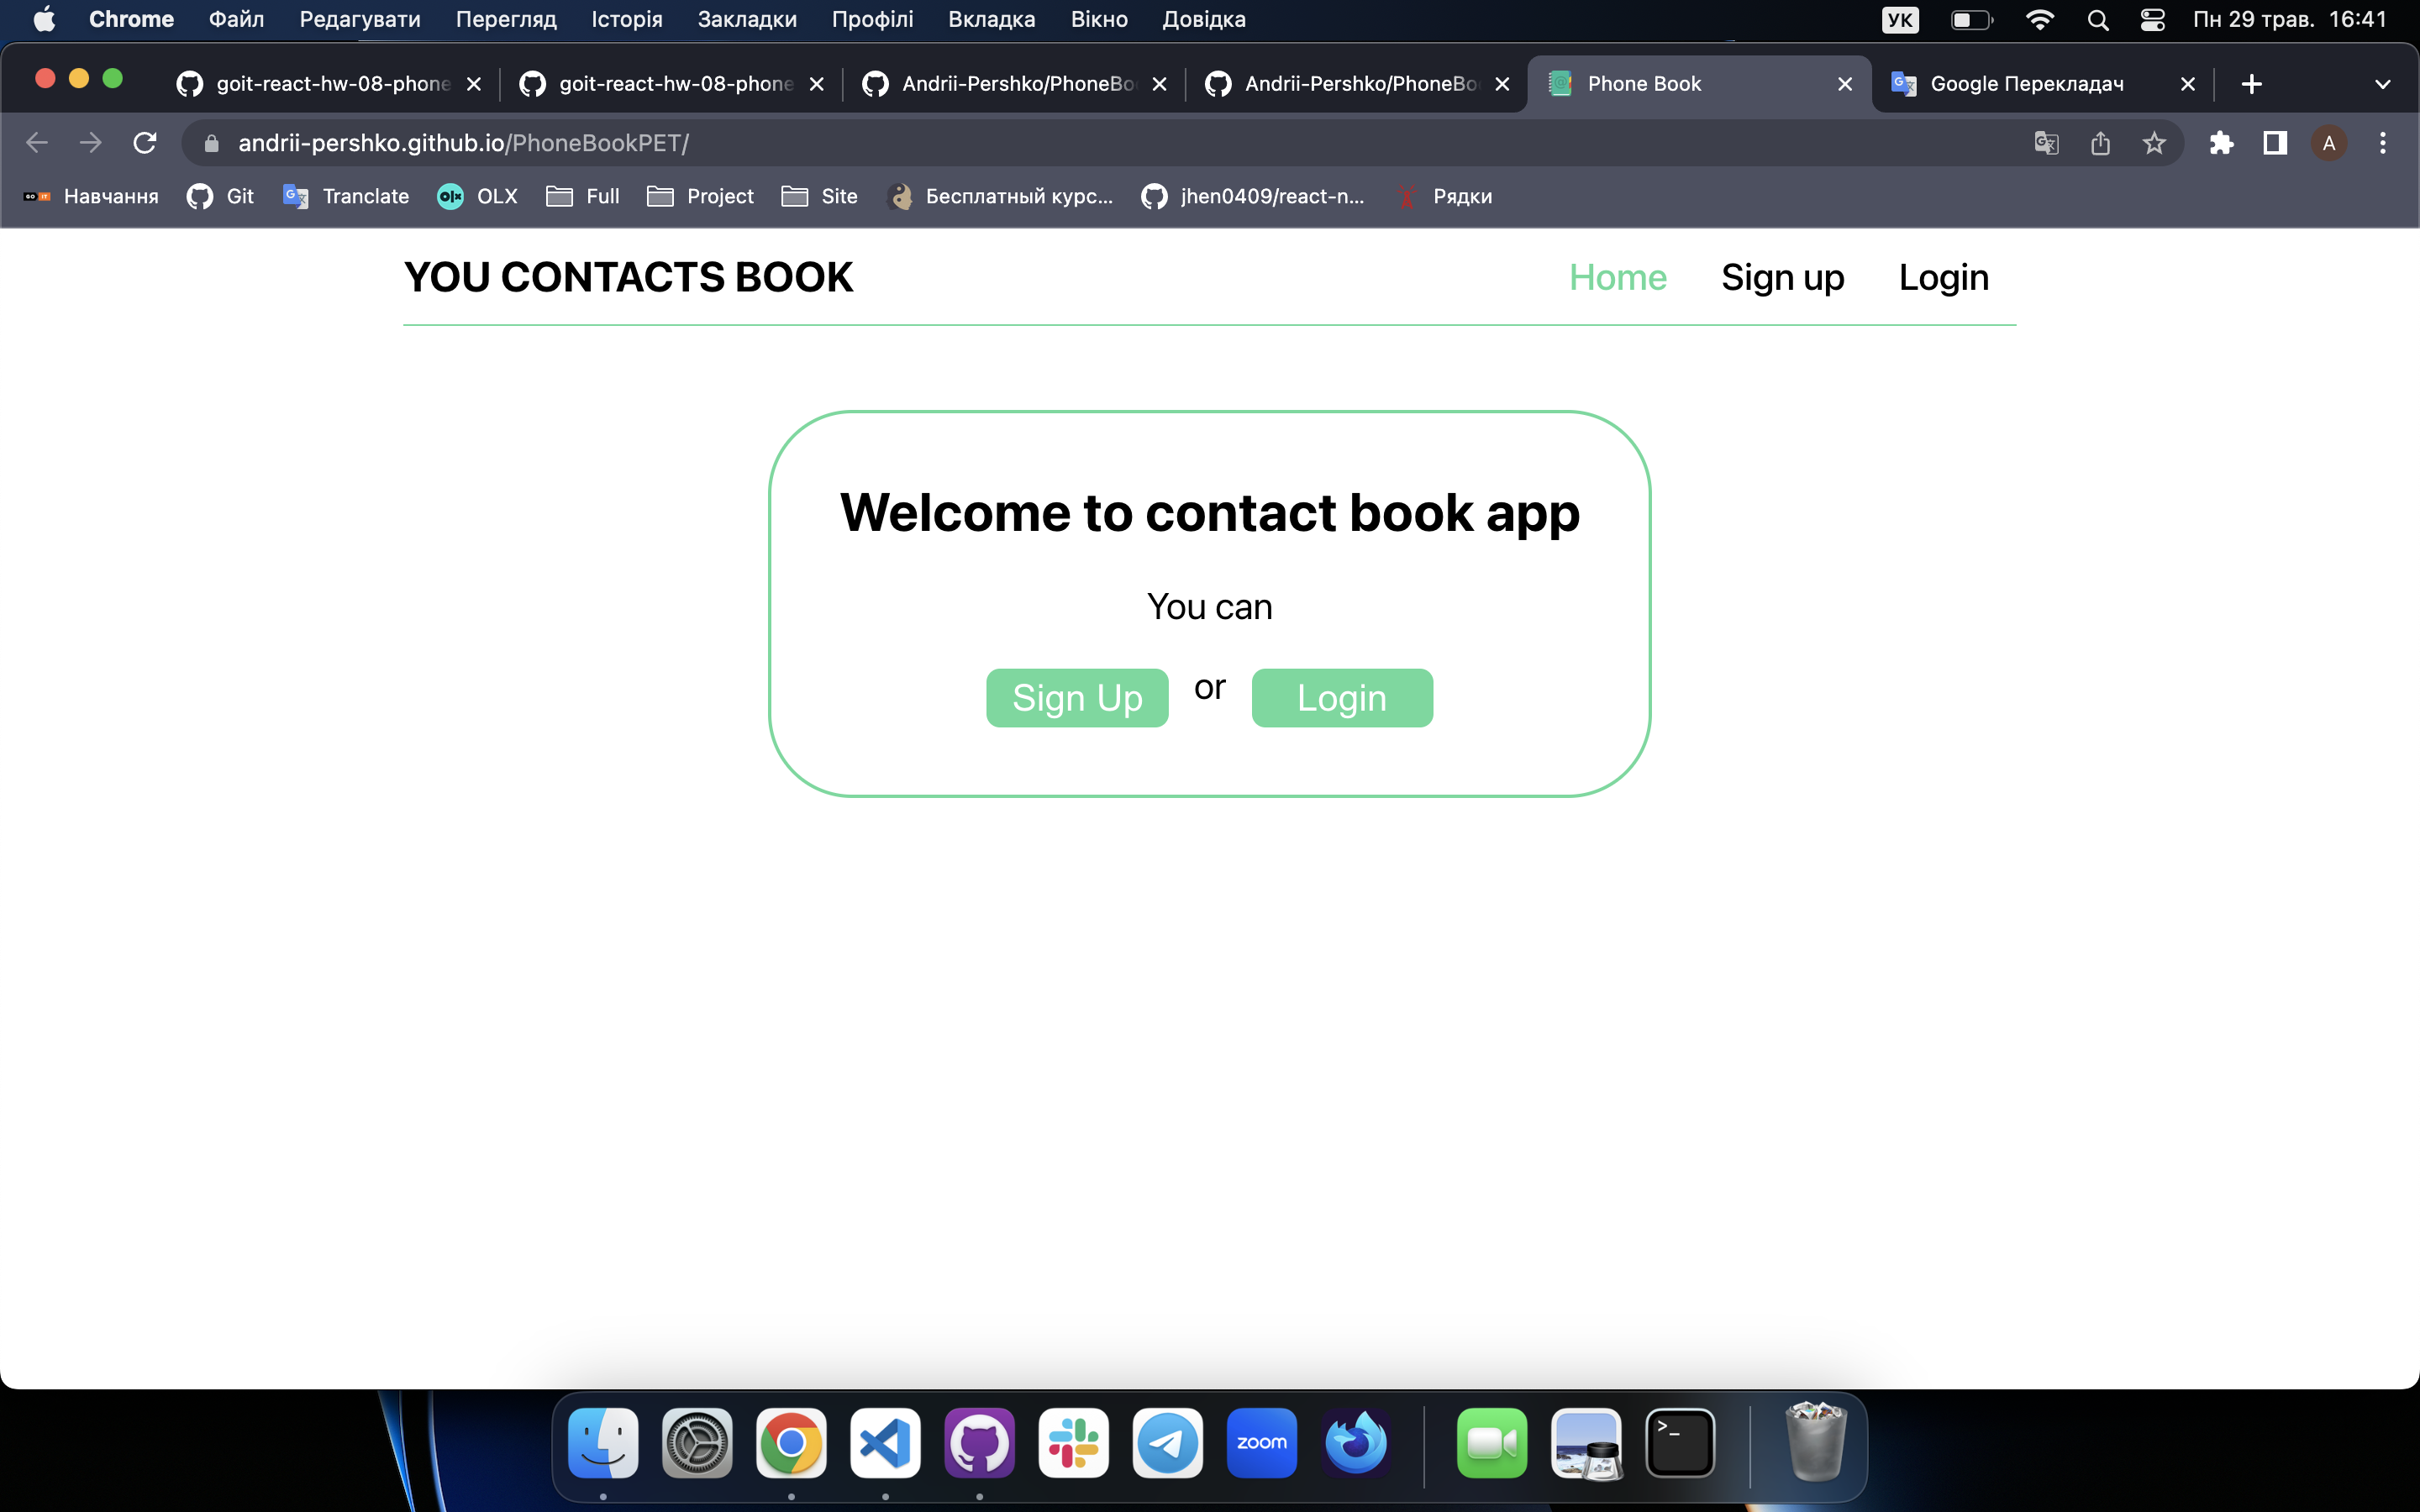 Chrome Файл Редагувати Перегляд Історія Закладки Профілі Вкладка Вікно Довідка УК Пн 29 трав. 16:41
goit-react-hw-08-phone goit-react-hw-08-phone Andrii-Pershko/PhoneBo Andrii-Pershko/PhoneBo Phone Book Google Перекладач
andrii-pershko.github.io/PhoneBookPET/ A
Навчання Git Translate OLX Full Project Site Бесплатный курс... jhen0409/react-n... Рядки
YOU CONTACTS BOOK Home Sign up Login
Welcome to contact book app
You can
Sign Up or Login
zoom